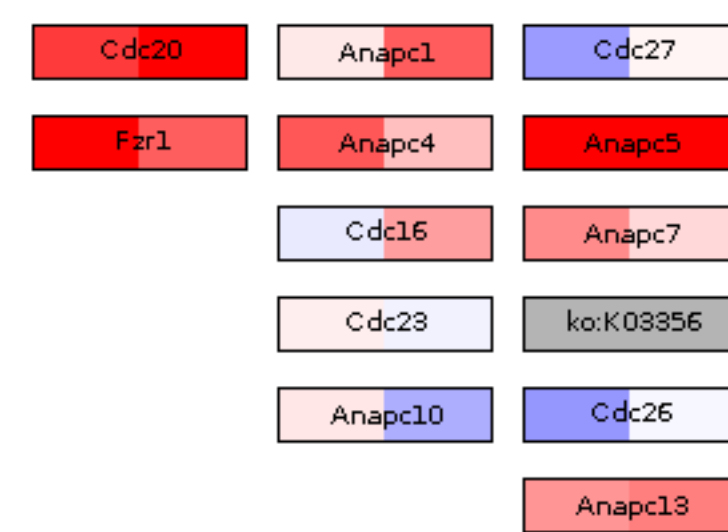 Cdc20 Anapc1 Cdc27
Fzr1 Anapc4 Anapc5
Cdc16 Anapc7
Cdc23 ko:K03356
Anapc10 Cdc26
Anapc13